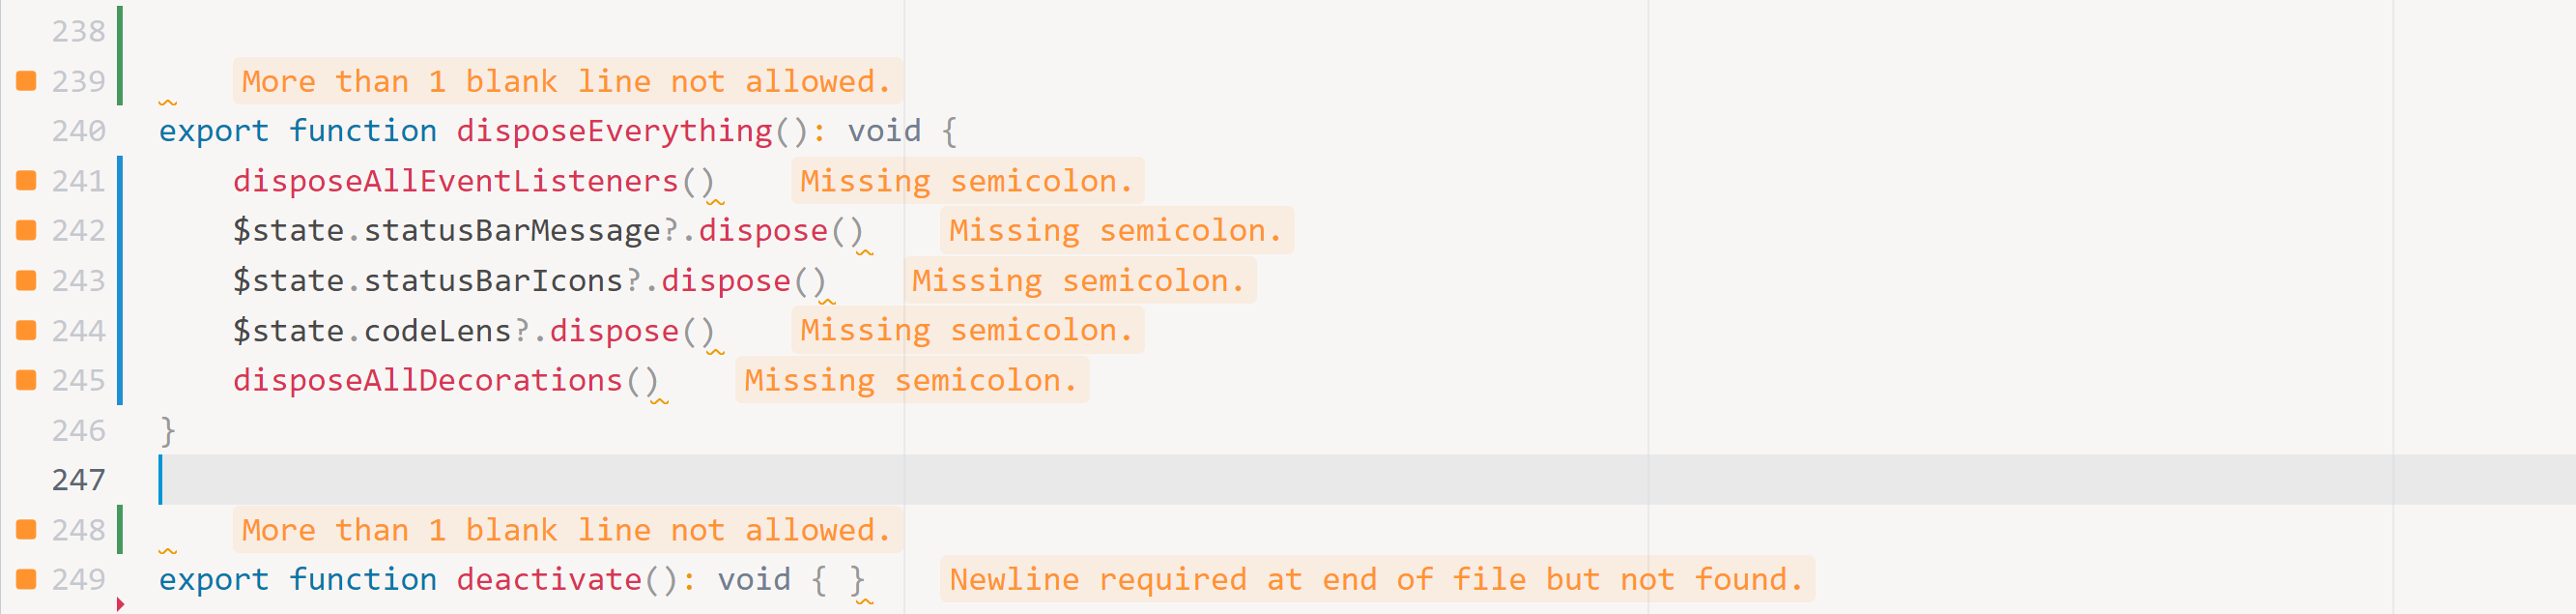 238
239 More than 1 blank line not allowed.
240 export function disposeEverything(): void {
241 disposeAllEventListeners() Missing semicolon.
242 $state.statusBarMessage?.dispose() Missing semicolon.
243 $state.statusBarIcons?.dispose() Missing semicolon.
244 $state.codeLens?.dispose() Missing semicolon.
245 disposeAllDecorations() Missing semicolon.
246 }
247
248 More than 1 blank line not allowed.
249 export function deactivate(): void { } Newline required at end of file but not found.